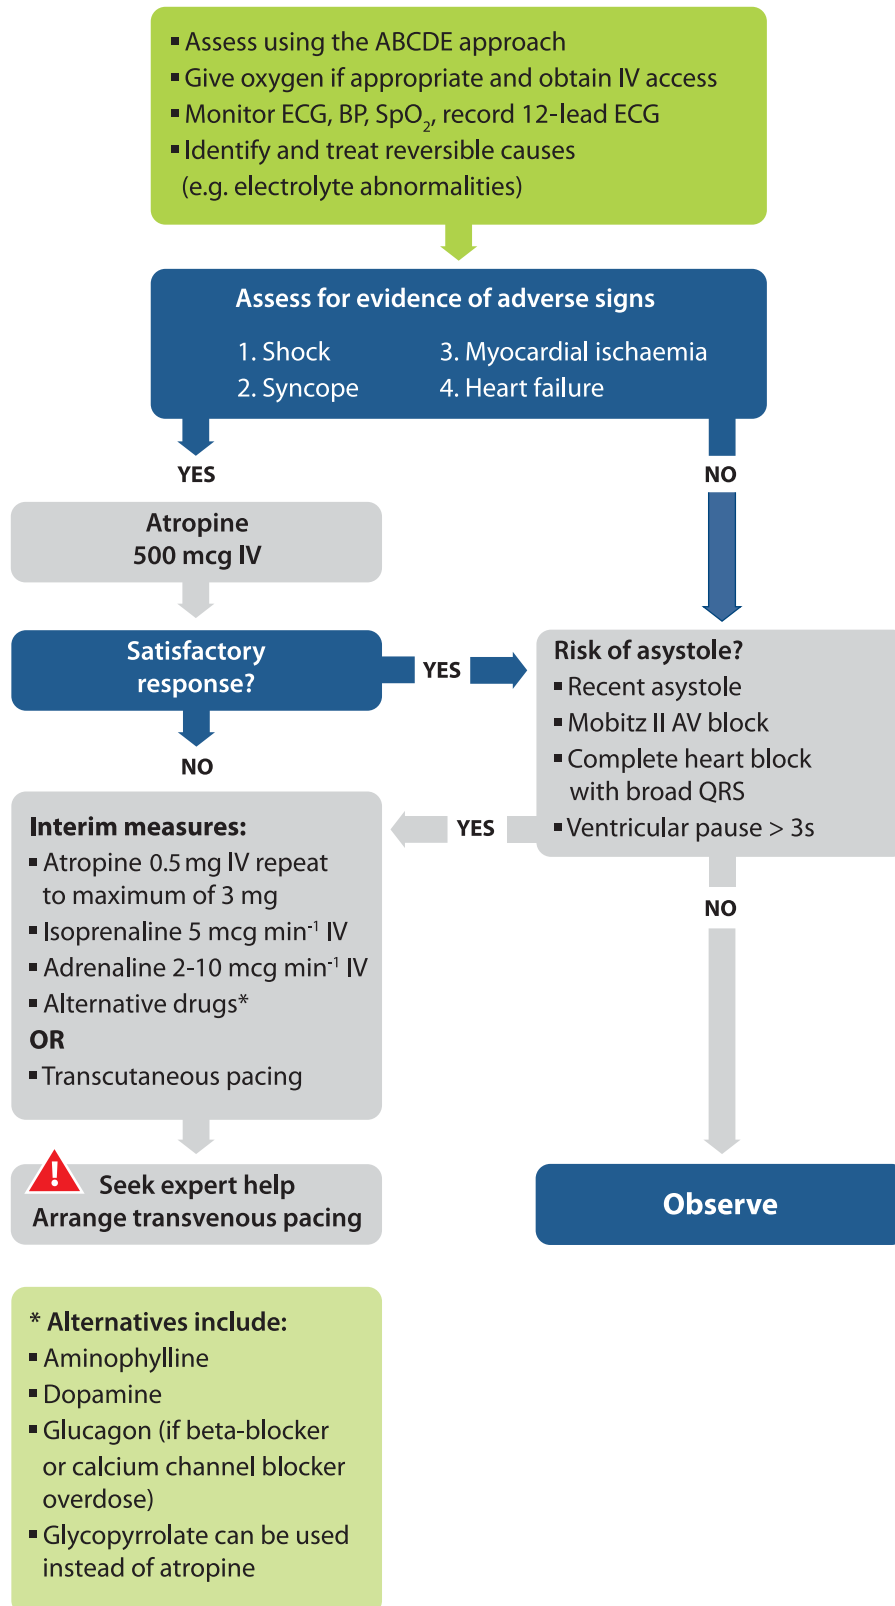 ▪ Assess using the ABCDE approach
▪ Give oxygen if appropriate and obtain IV access
▪ Monitor ECG, BP, SpO₂, record 12-lead ECG
▪ Identify and treat reversible causes
(e.g. electrolyte abnormalities)
Assess for evidence of adverse signs
1. Shock
2. Syncope
3. Myocardial ischaemia
4. Heart failure
YES
NO
Atropine
500 mcg IV
Satisfactory
response?
YES
Risk of asystole?
▪ Recent asystole
▪ Mobitz II AV block
▪ Complete heart block
with broad QRS
▪ Ventricular pause > 3s
NO
YES
Interim measures:
▪ Atropine 0.5 mg IV repeat
to maximum of 3 mg
▪ Isoprenaline 5 mcg min⁻¹ IV
▪ Adrenaline 2-10 mcg min⁻¹ IV
▪ Alternative drugs*
OR
▪ Transcutaneous pacing
NO
! Seek expert help
Arrange transvenous pacing
Observe
* Alternatives include:
▪ Aminophylline
▪ Dopamine
▪ Glucagon (if beta-blocker
or calcium channel blocker
overdose)
▪ Glycopyrrolate can be used
instead of atropine